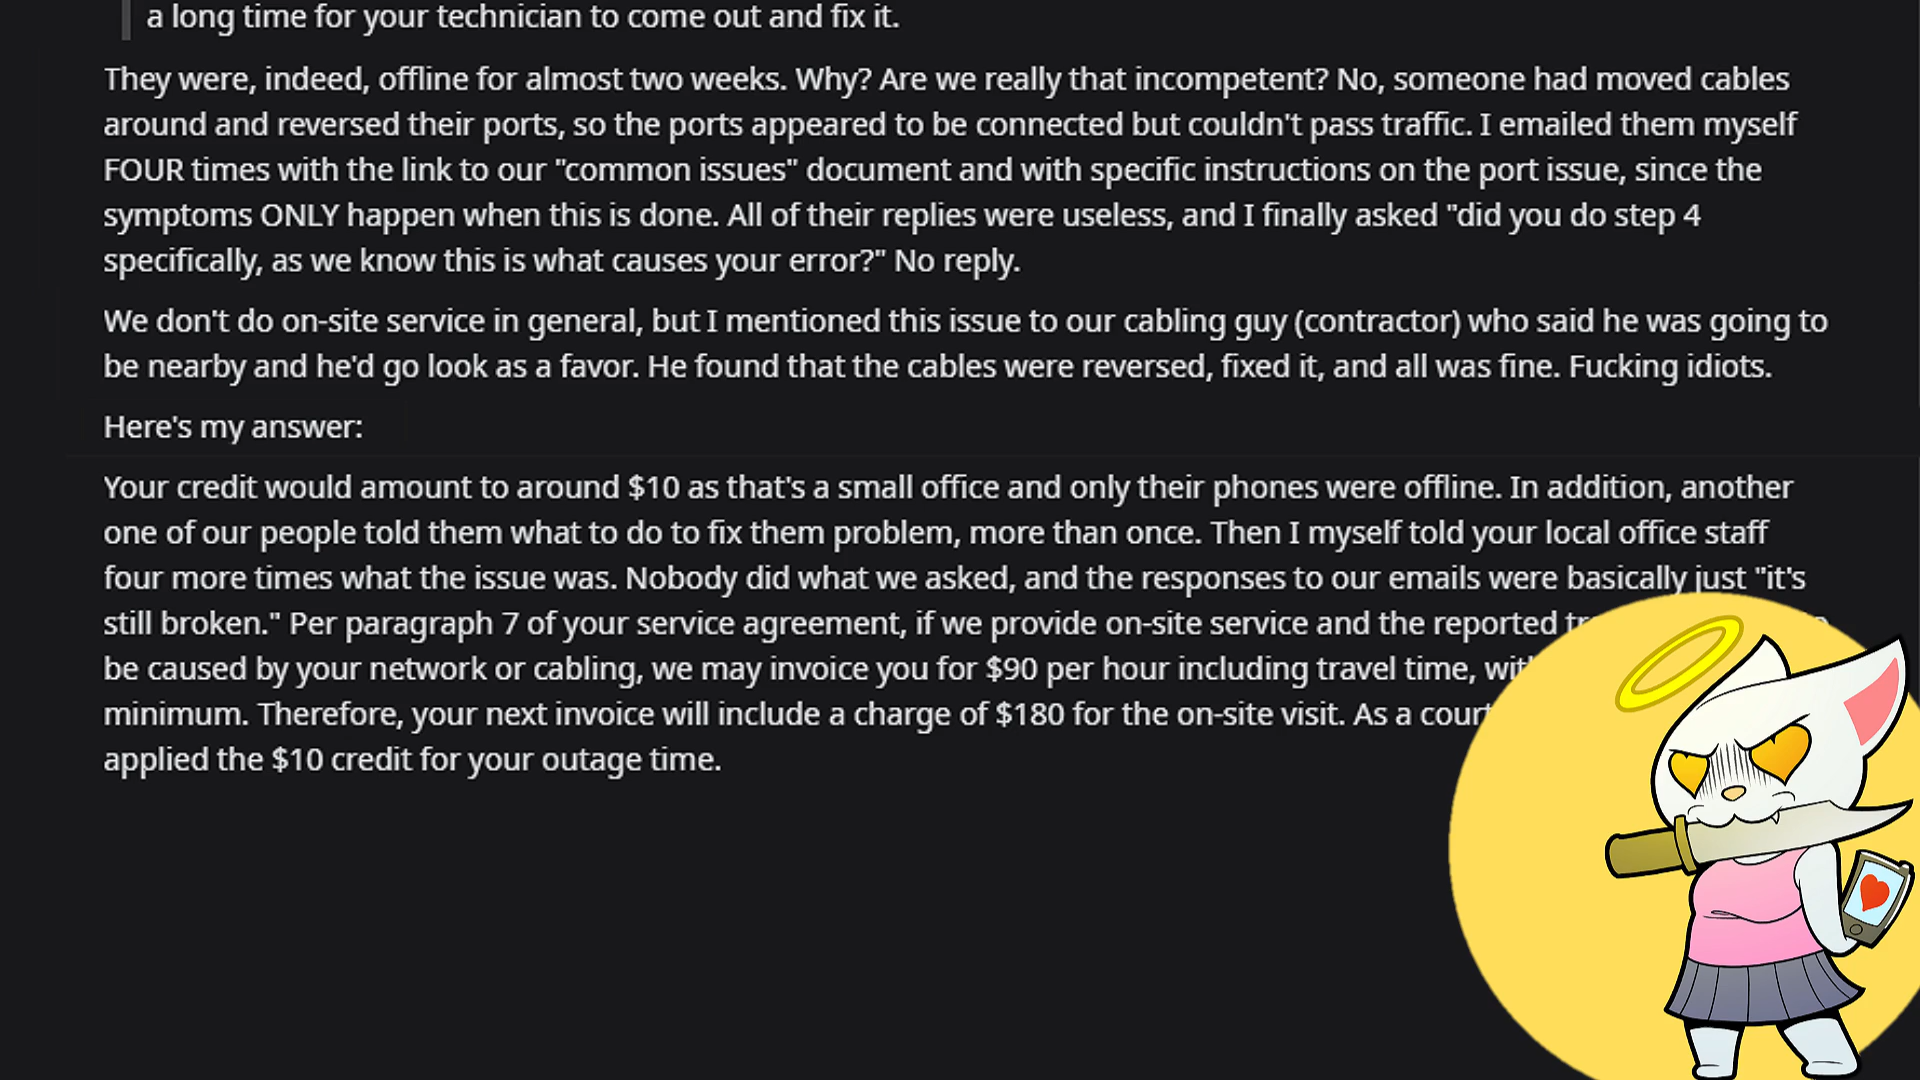 a long time for your technician to come out and fix it.
They were, indeed, offline for almost two weeks. Why? Are we really that incompetent? No, someone had moved cables
around and reversed their ports, so the ports appeared to be connected but couldn't pass traffic. I emailed them myself
FOUR times with the link to our "common issues" document and with specific instructions on the port issue, since the
symptoms ONLY happen when this is done. All of their replies were useless, and I finally asked "did you do step 4
specifically, as we know this is what causes your error?" No reply.
We don't do on-site service in general, but I mentioned this issue to our cabling guy (contractor) who said he was going to
be nearby and he'd go look as a favor. He found that the cables were reversed, fixed it, and all was fine. Fucking idiots.
Here's my answer:
Your credit would amount to around $10 as that's a small office and only their phones were offline. In addition, another
one of our people told them what to do to fix them problem, more than once. Then I myself told your local office staff
four more times what the issue was. Nobody did what we asked, and the responses to our emails were basically just "it's
still broken." Per paragraph 7 of your service agreement, if we provide on-site service and the reported
be caused by your network or cabling, we may invoice you for $90 per hour including travel time,
minimum. Therefore, your next invoice will include a charge of $180 for the on-site visit. As a
applied the $10 credit for your outage time.